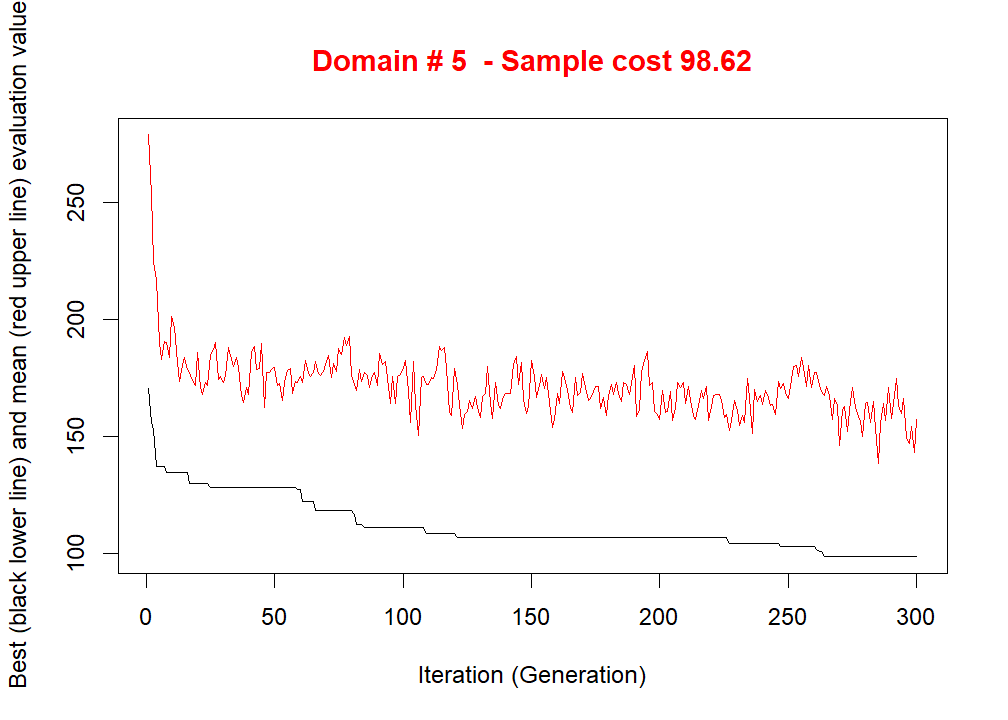 Domain # 5  - Sample cost 98.62
Best (black lower line) and mean (red upper line) evaluation value
250
200
150
100
0 50 100 150 200 250 300
Iteration (Generation)